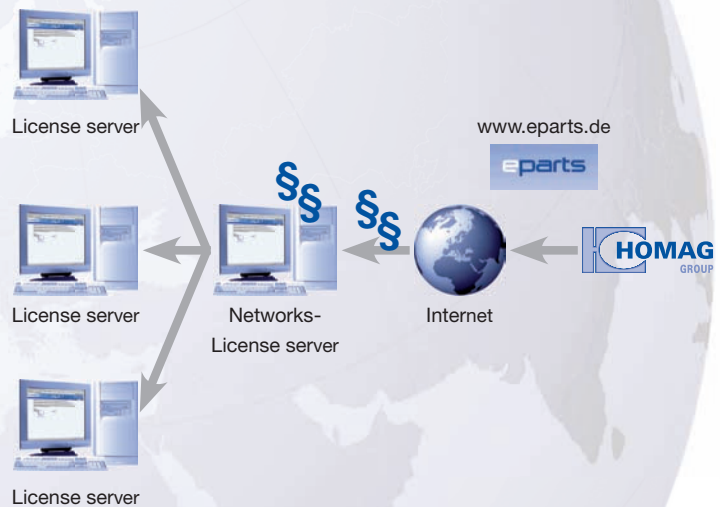 License server
www.eparts.de
eparts
§§
§§
HOMAG
GROUP
License server
Networks-
License server
Internet
License server